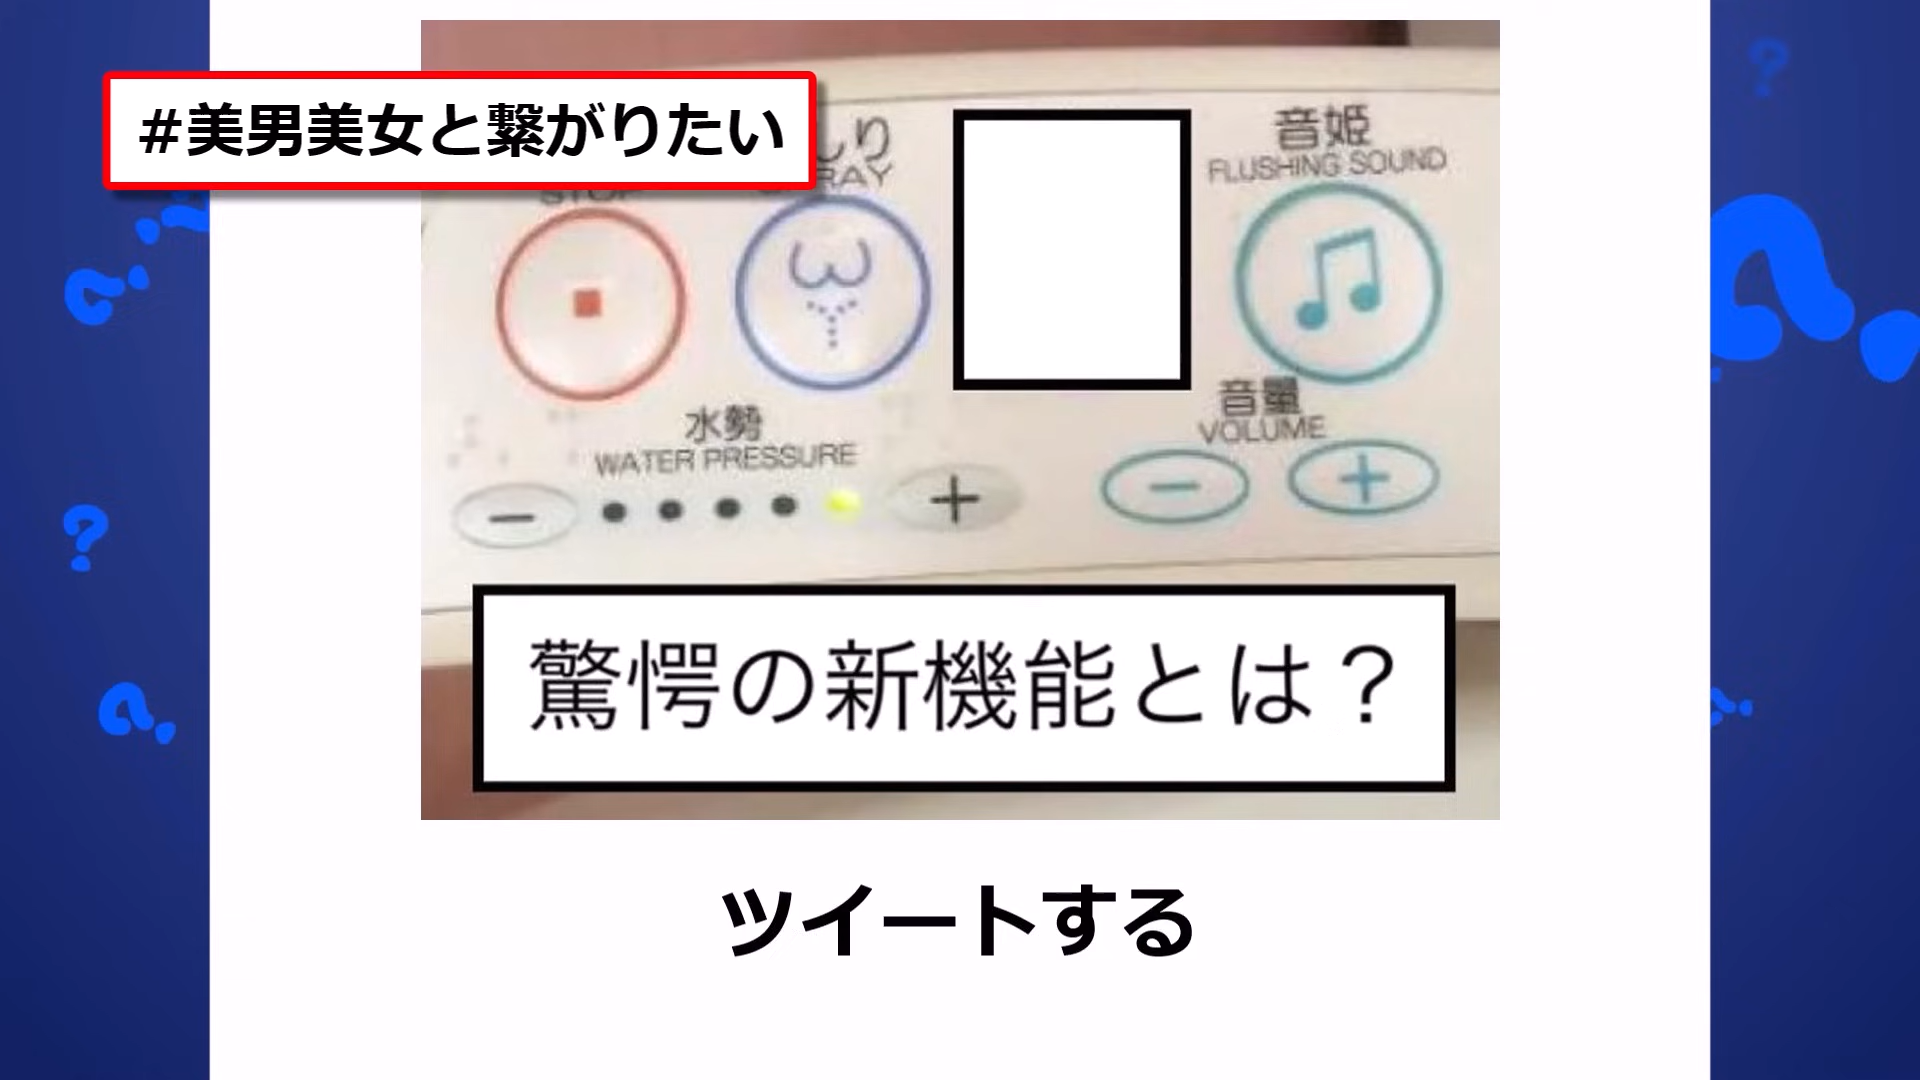 #美男美女と繋がりたい
しり
音姫
FLUSHING SOUND
水勢
WATER PRESSURE
音量
VOLUME
驚愕の新機能とは？
ツイートする